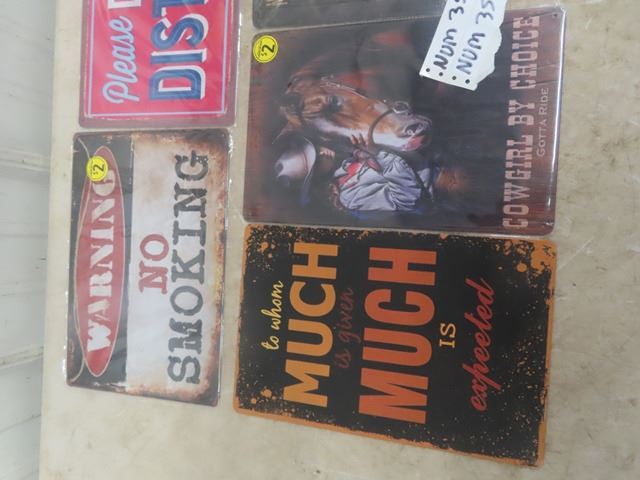 Please
DIST
$2
WARNING
NO
SMOKING
$2
COWGIRL BY CHOICE
GOTTA RIDE
NUM 35
NUM 35
to whom
MUCH
is given
MUCH
IS
expected